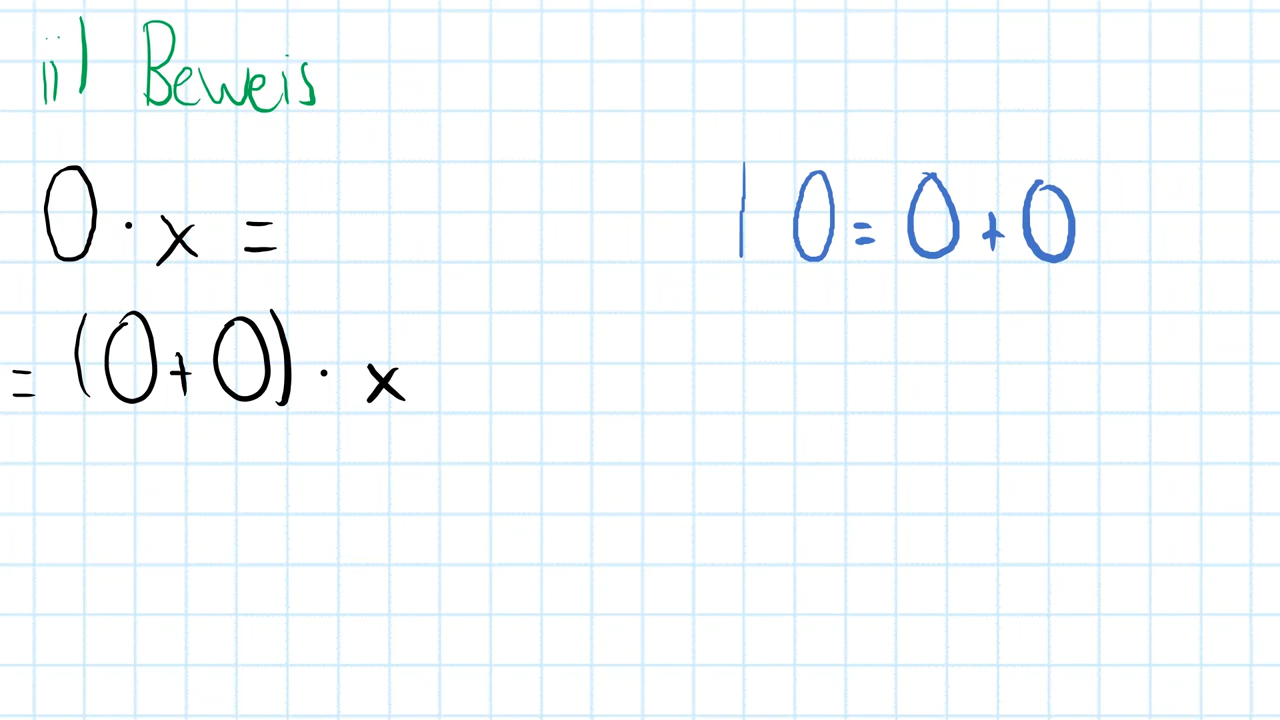 ii) Beweis
0 · x = | 0 = 0 + 0
= (0 + 0) · x